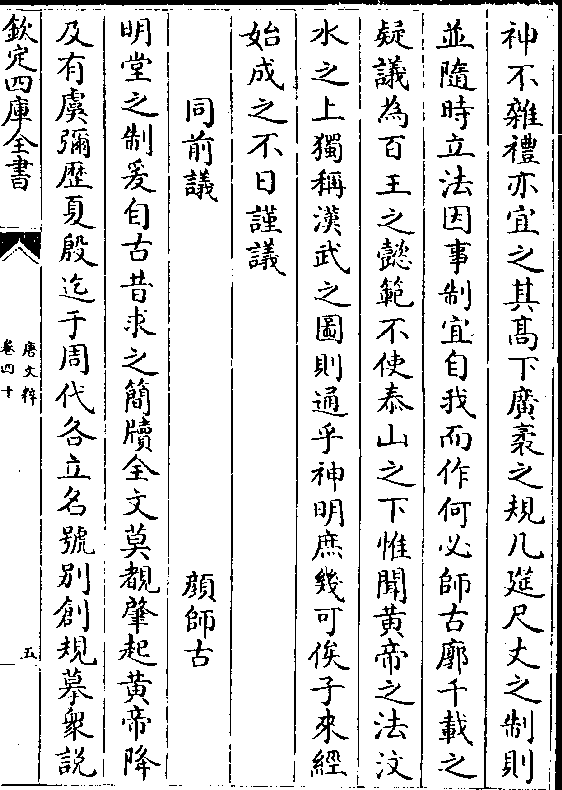 神不雜禮亦宜之其髙下廣袤之規几筵尺丈之制則
並隨時立法因事制宜自我而作何必師古廓千載之
疑議為百王之懿範不使泰山之下惟聞黄帝之法汶
水之上獨稱漢武之圖則通乎神明庶幾可俟子來經
始成之不日謹議
同前議 顔師古
明堂之制爰自古昔求之簡牘全文莫覩肇起黄帝降
及有虞彌歴夏殷迄于周代各立名號别創規摹衆説
欽定四庫全書
唐文粹
卷四十
五